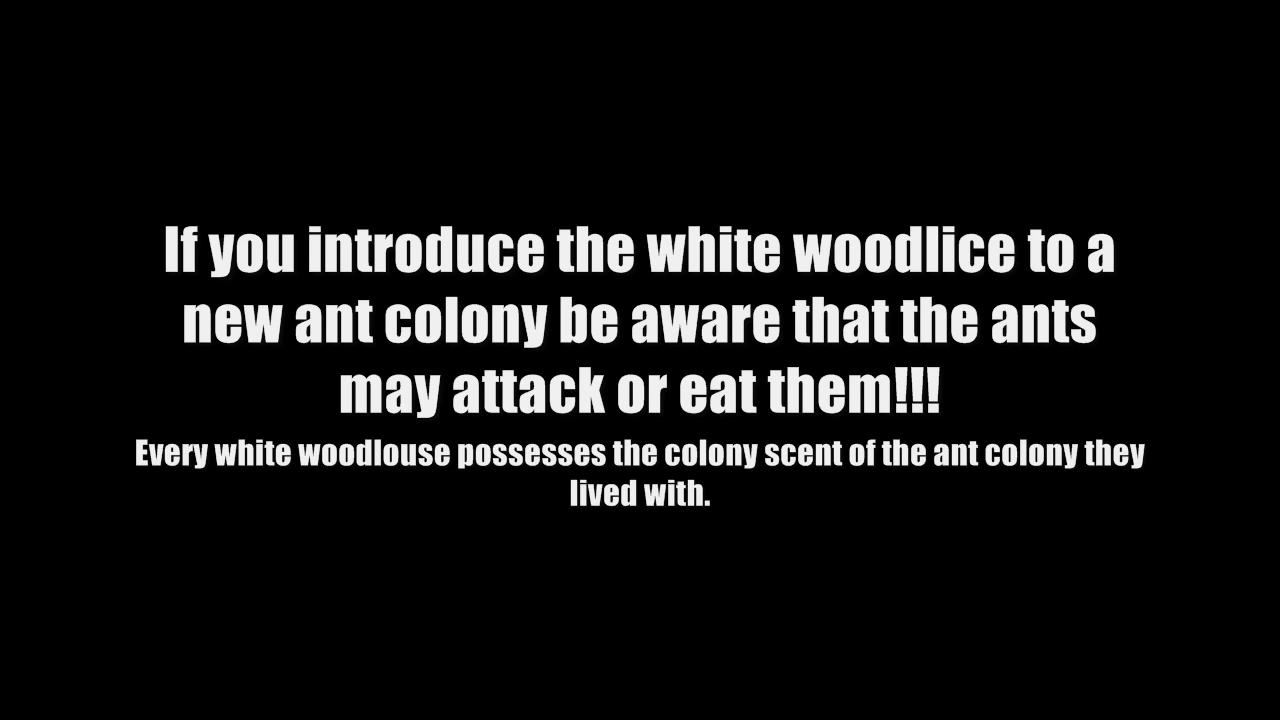 If you introduce the white woodlice to a
new ant colony be aware that the ants
may attack or eat them!!!
Every white woodlouse possesses the colony scent of the ant colony they
lived with.